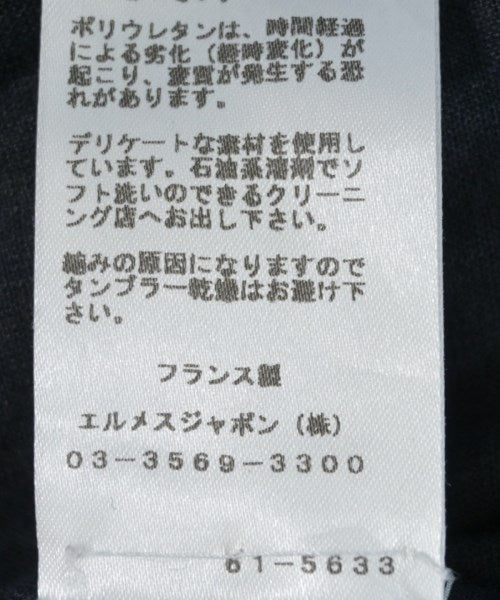 ポリウレタンは、時間経過
による劣化（経時変化）が
起こり、変質が発生する恐
れがあります。
デリケートな素材を使用し
ています。石油系溶剤でソ
フト洗いのできるクリーニ
ング店へお出し下さい。
縮みの原因になりますので
タンブラー乾燥はお避け下
さい。
フランス製
エルメスジャポン（株）
03-3569-3300
61-5633